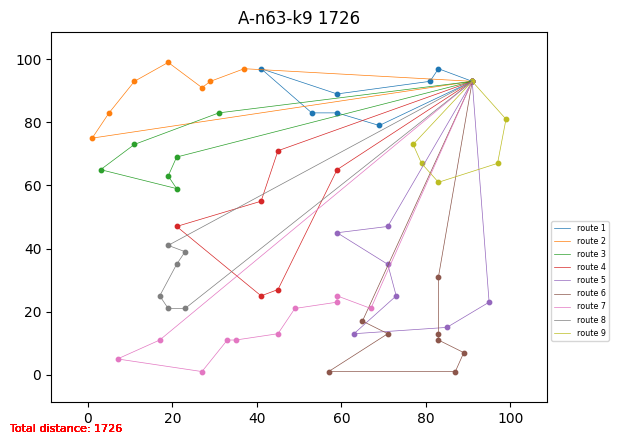 A-n63-k9 1726
100
80
60
40
20
0
0 20 40 60 80 100
route 1
route 2
route 3
route 4
route 5
route 6
route 7
route 8
route 9
Total distance: 1726